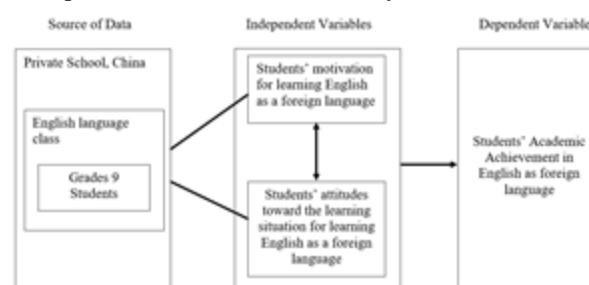 Source of Data
Independent Variables
Dependent Variable
Private School, China
English language
class
Grades 9
Students
Students' motivation
for learning English
as a foreign language
Students' attitudes
toward the learning
situation for learning
English as a foreign
language
Students' Academic
Achievement in
English as foreign
language